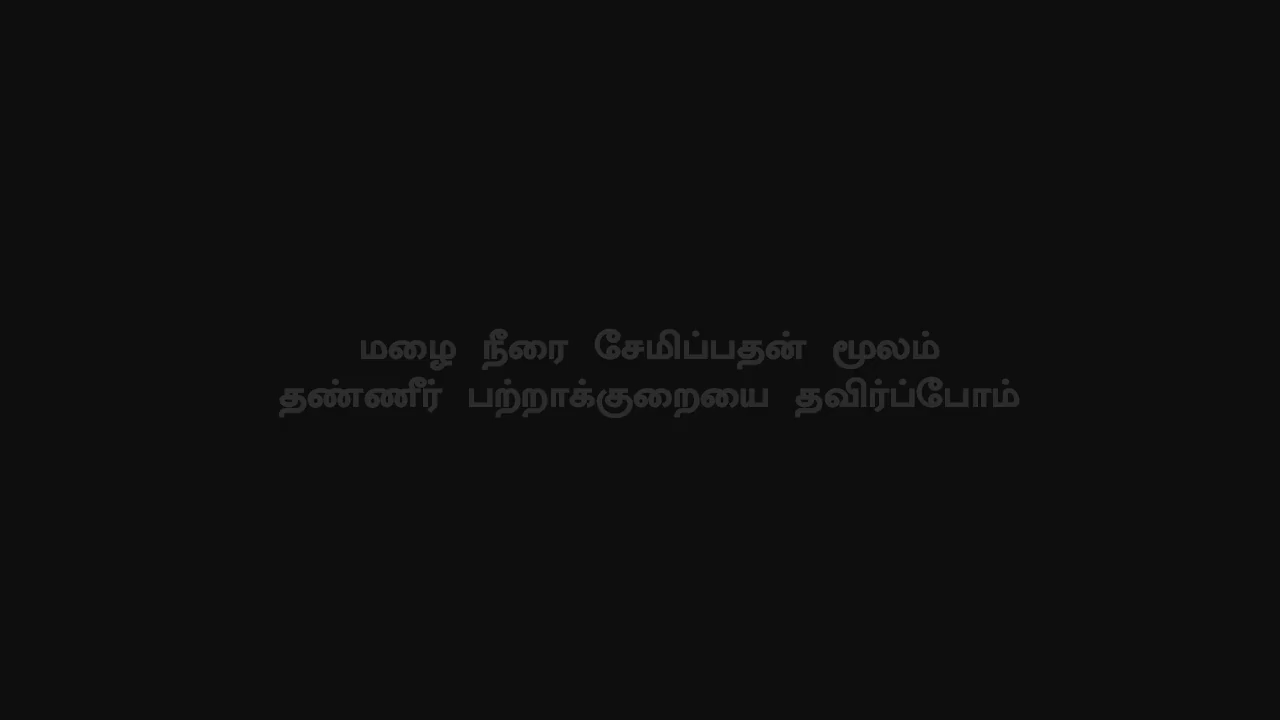 மழை நீரை சேமிப்பதன் மூலம்
தண்ணீர் பற்றாக்குறையை தவிர்ப்போம்